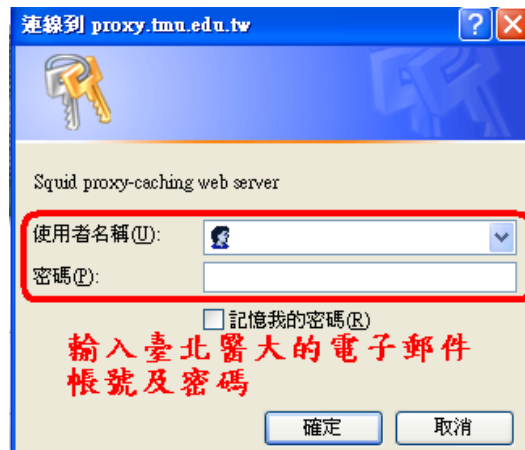 連線到 proxy.tmu.edu.tw
Squid proxy-caching web server
使用者名稱(U):
密碼(P):
記憶我的密碼(R)
輸入臺北醫大的電子郵件
帳號及密碼
確定 取消